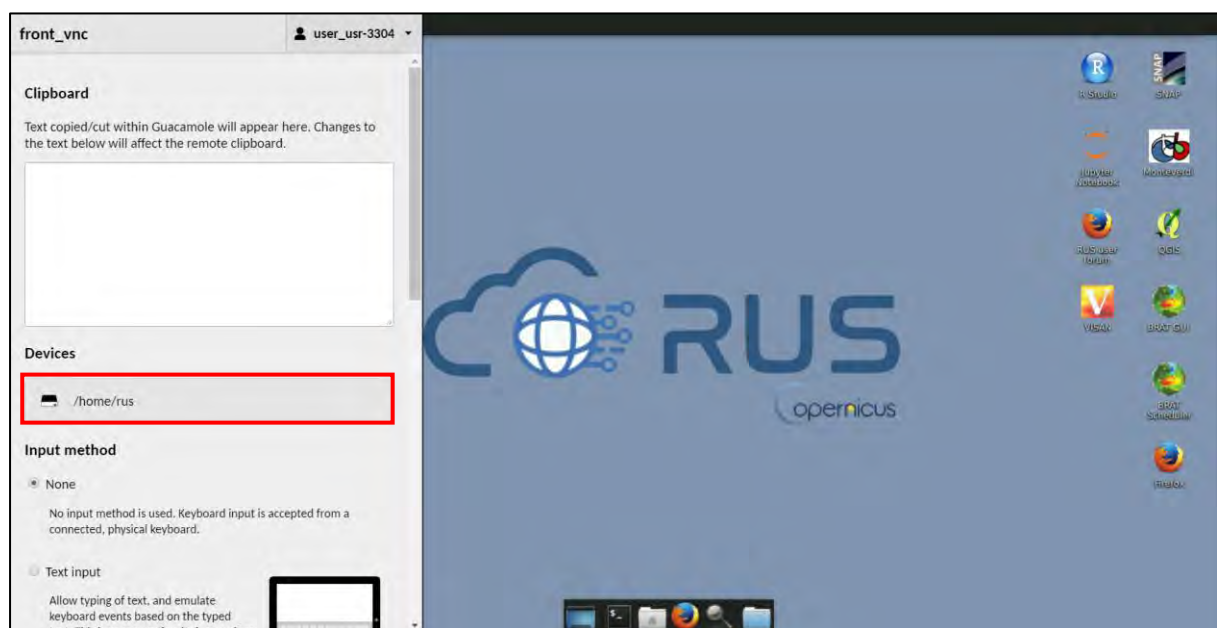 front_vnc
user_usr-3304
Clipboard
Text copied/cut within Guacamole will appear here. Changes to
the text below will affect the remote clipboard.
Devices
/home/rus
Input method
None
No input method is used. Keyboard input is accepted from a
connected, physical keyboard.
Text input
Allow typing of text, and emulate
keyboard events based on the typed
RUS
opernicus
R Studio
SNAP
SNAP
Jupyter
Notebook
Monteverdi
RUS user
forum
QGIS
VISAN
BRAT GUI
BRAT
Scheduler
Firefox